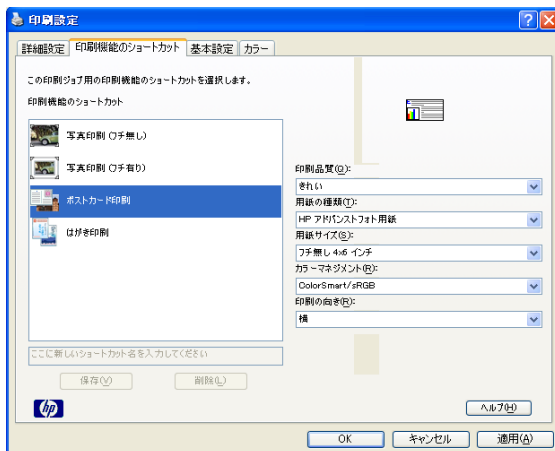 印刷設定
詳細設定 印刷機能のショートカット 基本設定 カラー
この印刷ジョブ用の印刷機能のショートカットを選択します。
印刷機能のショートカット
写真印刷 (フチ無し)
写真印刷 (フチ有り)
ポストカード印刷
はがき印刷
印刷品質(Q):
きれい
用紙の種類(T):
HP アドバンストフォト用紙
用紙サイズ(S):
フチ無し 4x6 インチ
カラーマネジメント(R):
ColorSmart/sRGB
印刷の向き(R):
横
ここに新しいショートカット名を入力してください
保存(V) 削除(L)
hp
ヘルプ(H)
OK キャンセル 適用(A)